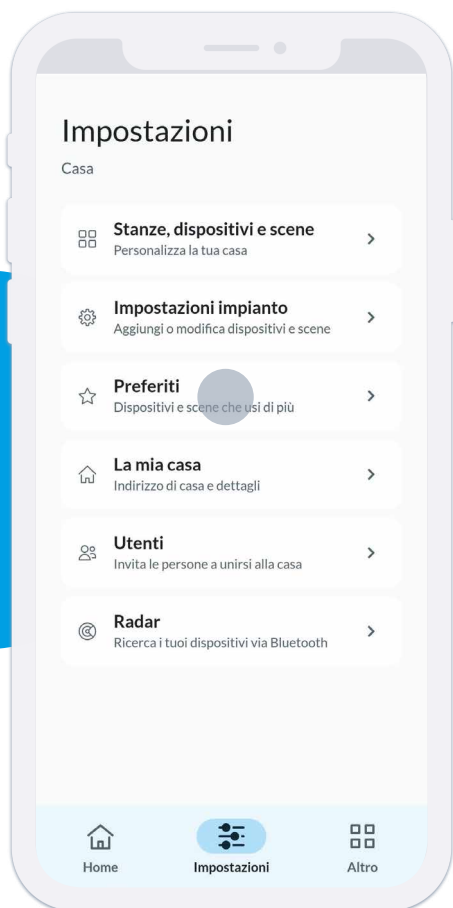 Impostazioni
Casa
Stanze, dispositivi e scene
Personalizza la tua casa
Impostazioni impianto
Aggiungi o modifica dispositivi e scene
Preferiti
Dispositivi e scene che usi di più
La mia casa
Indirizzo di casa e dettagli
Utenti
Invita le persone a unirsi alla casa
Radar
Ricerca i tuoi dispositivi via Bluetooth
Home Impostazioni Altro